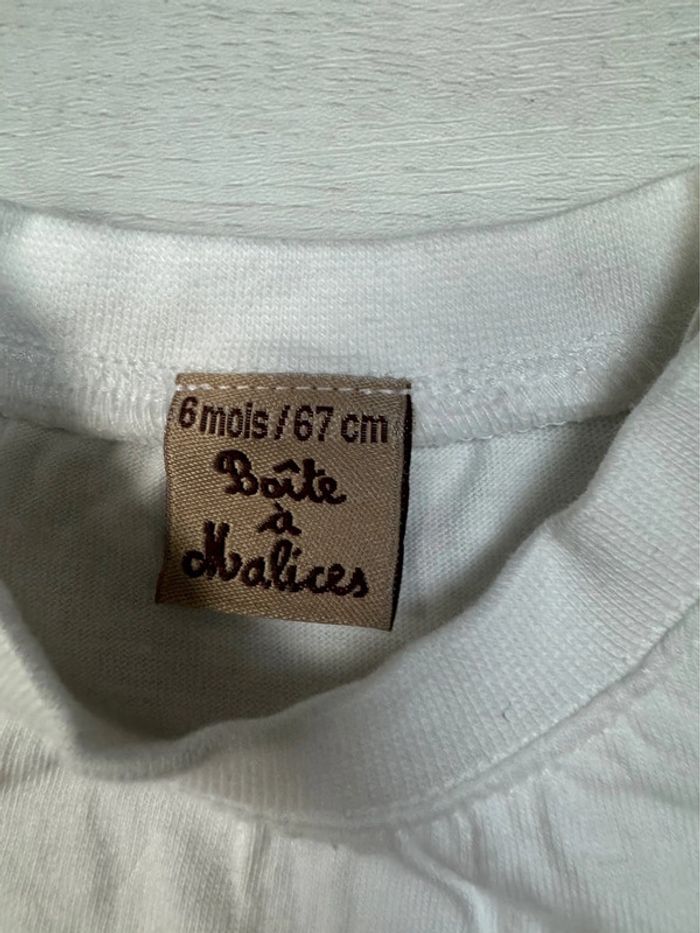 6 mois / 67 cm
Boîte
à
Malices